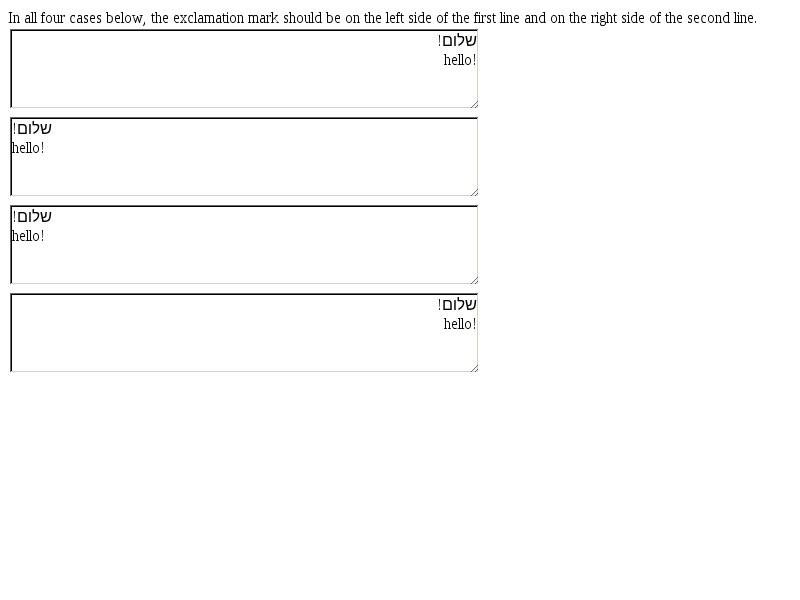 In all four cases below, the exclamation mark should be on the left side of the first line and on the right side of the second line.
שלום!
hello!
שלום!
hello!
שלום!
hello!
שלום!
hello!